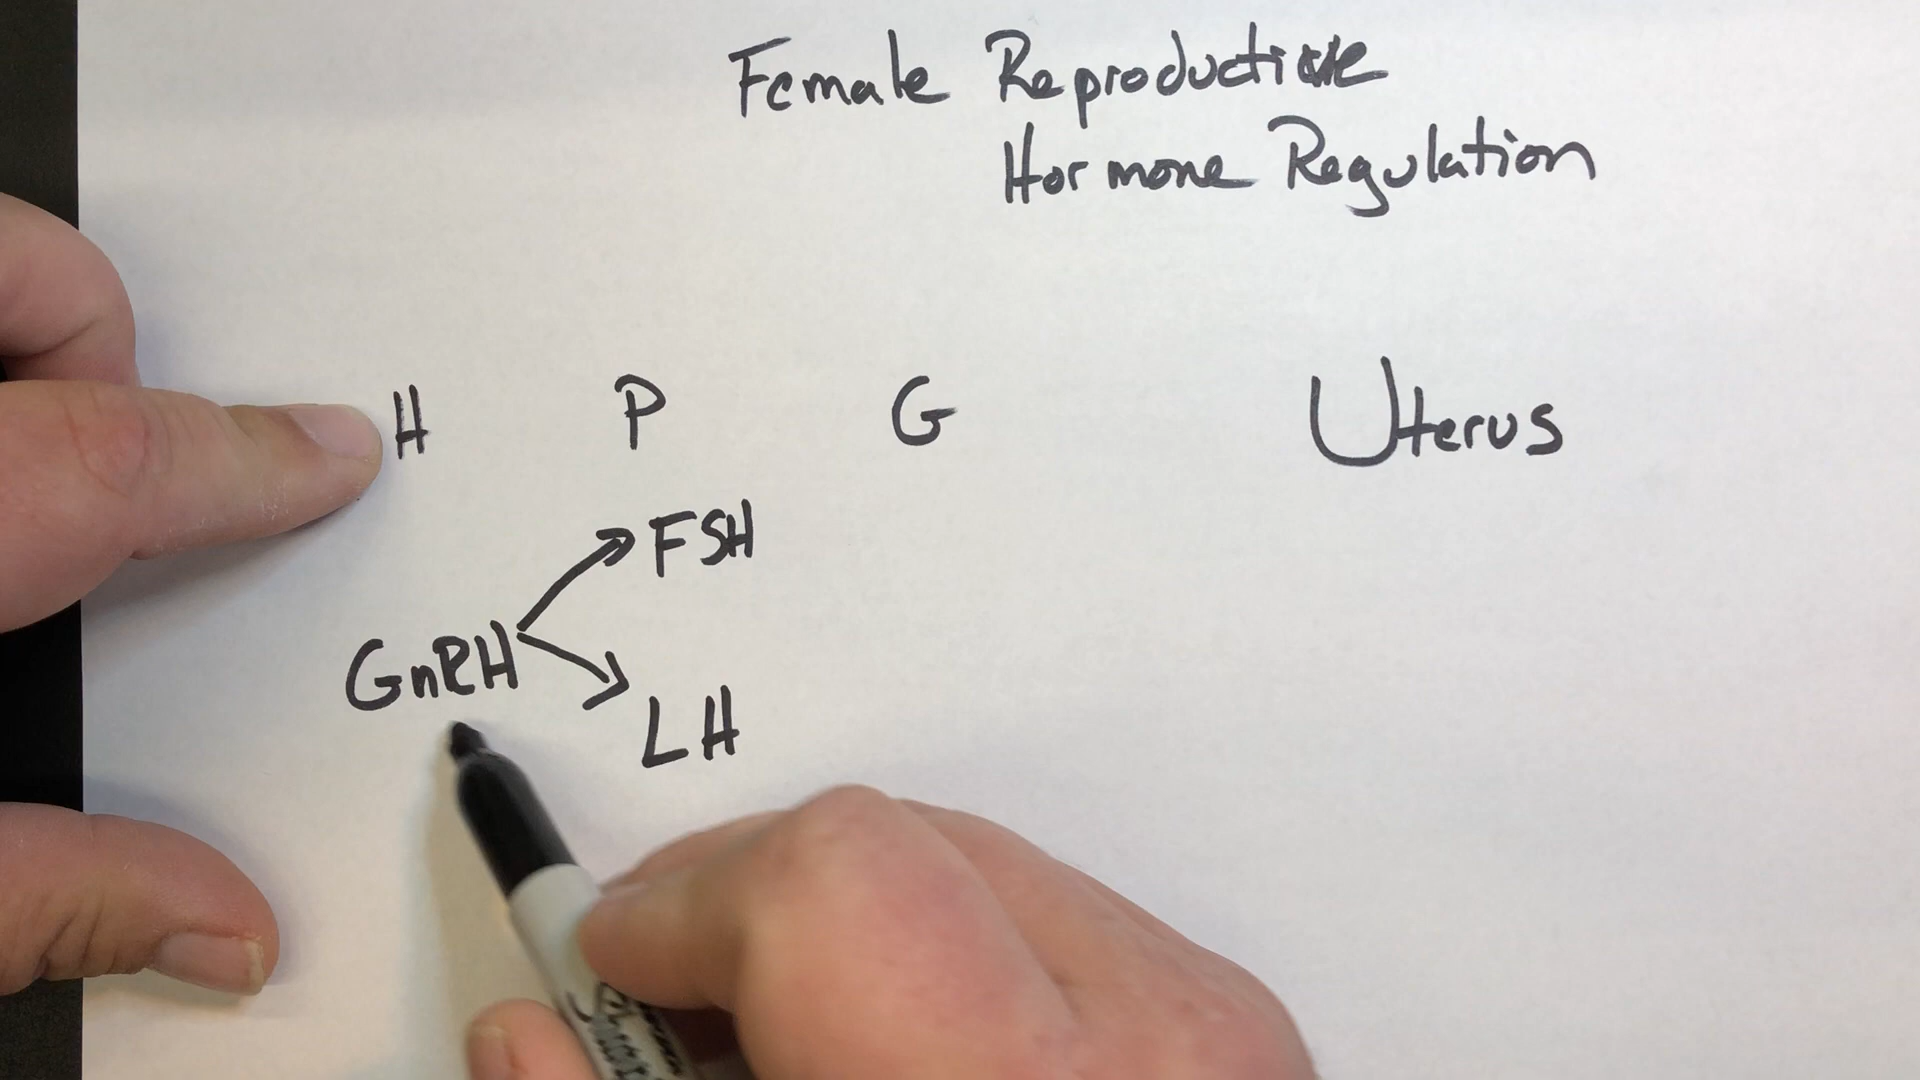 Female Reproductive
Hormone Regulation
H P G Uterus
FSH
GnRH
LH